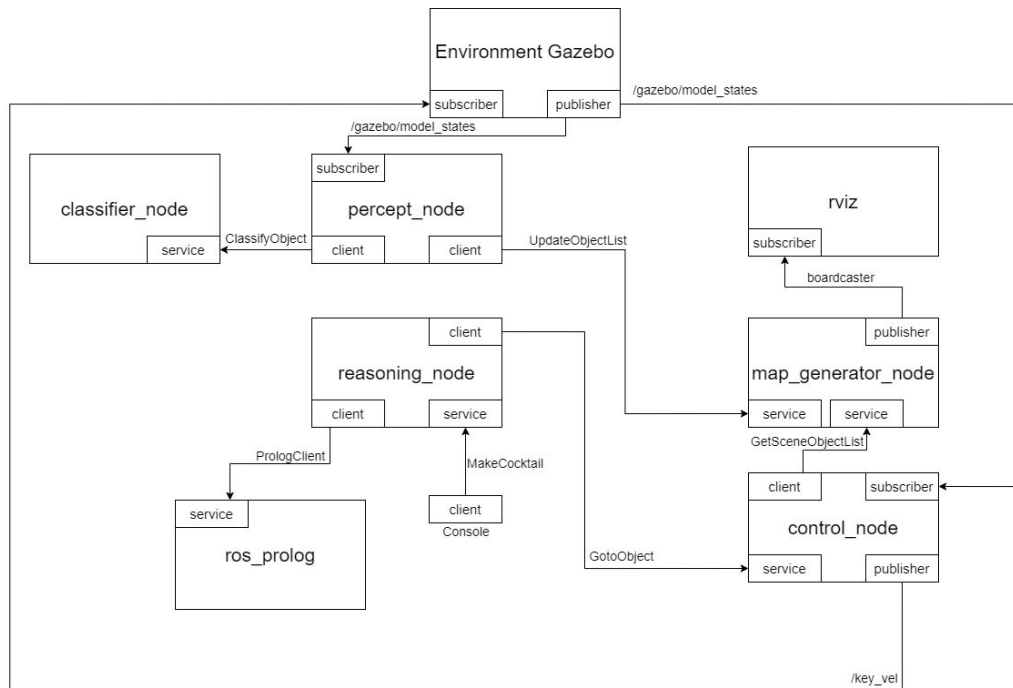 Environment Gazebo
/gazebo/model_states
subscriber
publisher
/gazebo/model_states
subscriber
classifier_node
percept_node
rviz
ClassifyObject
UpdateObjectList
service
client
client
subscriber
boardcaster
client
publisher
reasoning_node
map_generator_node
client
service
service
service
GetSceneObjectList
PrologClient
MakeCocktail
client
subscriber
service
client
Console
control_node
ros_prolog
GotoObject
service
publisher
/key_vel